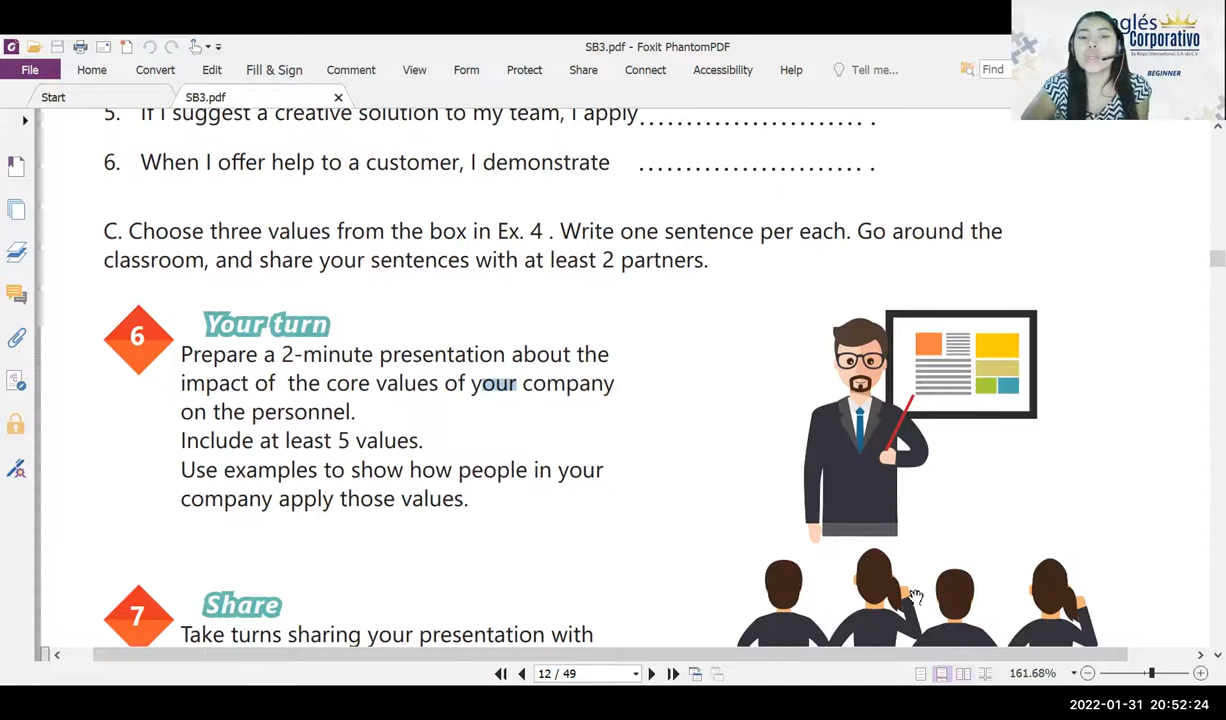 SB3.pdf - Foxit PhantomPDF
File Home Convert Edit Fill & Sign Comment View Form Protect Share Connect Accessibility Help Tell me... Find
Start SB3.pdf
5. If I suggest a creative solution to my team, I apply........................ .
6. When I offer help to a customer, I demonstrate ........................ .
C. Choose three values from the box in Ex. 4 . Write one sentence per each. Go around the
classroom, and share your sentences with at least 2 partners.
6 Your turn
Prepare a 2-minute presentation about the
impact of the core values of your company
on the personnel.
Include at least 5 values.
Use examples to show how people in your
company apply those values.
7 Share
Take turns sharing your presentation with
12 / 49
161.68%
nglés
Corporativo
BEGINNER
2022-01-31 20:52:24